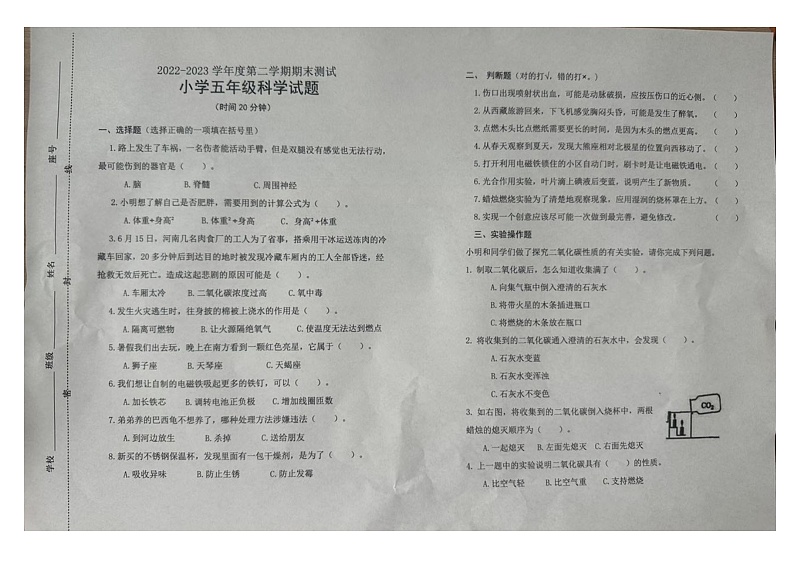 2022-2023 学年度第二学期期末测试
小学五年级科学试题
(时间20分钟)
一、选择题(选择正确的一项填在括号里)
1.路上发生了车祸，一名伤者能活动手臂，但是双腿没有感觉也无法行动，
最可能伤到的器官是（ ）。
A.脑 B.脊髓 C.周围神经
2.小明想了解自己是否肥胖，需要用到的计算公式为（ ）。
A.体重÷身高² B.体重²÷身高 C.身高²÷体重
3.6月15日，河南几名肉食厂的工人为了省事，搭乘用干冰运送冻肉的冷
藏车回家，20多分钟后到达目的地时被发现冷藏车厢内的工人全部昏迷，经
抢救无效后死亡。造成这起悲剧的原因可能是（ ）。
A.车厢太冷 B.二氧化碳浓度过高 C.氧中毒
4.发生火灾逃生时，往身披的棉被上浇水的作用是（ ）。
A.隔离可燃物 B.让火源隔绝氧气 C.使温度无法达到燃点
5.暑假我们出去玩，晚上在南方看到一颗红色亮星，它属于（ ）。
A.狮子座 B.天琴座 C.天蝎座
6.我们想让自制的电磁铁吸起更多的铁钉，可以（ ）。
A.加长铁芯 B.调转电池正负极 C.增加线圈匝数
7.弟弟养的巴西龟不想养了，哪种处理方法涉嫌违法（ ）。
A.到河边放生 B.杀掉 C.送给朋友
8.新买的不锈钢保温杯，发现里面有一包干燥剂，是为了（ ）。
A.吸收异味 B.防止生锈 C.防止发霉
二、 判断题(对的打√，错的打×。)
1.伤口出现喷射状出血，可能是动脉破损，应按压伤口的近心侧。（ ）
2.从西藏旅游回来，下飞机感觉胸闷头昏，可能是发生了醉氧。（ ）
3.点燃木头比点燃纸需要更长的时间，是因为木头的燃点更高。（ ）
4.从春天观察到夏天，发现大熊座相对北极星的位置向西移动了。（ ）
5.打开利用电磁铁锁住的小区自动门时，刷卡时是让电磁铁通电。（ ）
6.光合作用实验，叶片滴上碘液后变蓝，说明产生了新物质。（ ）
7.蜡烛燃烧实验为了清楚地观察现象，应用湿润的烧杯罩在上方。（ ）
8.实现一个创意应该尽可能一次做到最完善，避免修改。（ ）
三、实验操作题
小明和同学们做了探究二氧化碳性质的有关实验，请你完成下列问题。
1. 制取二氧化碳后，怎么知道收集满了（ ）。
A.向集气瓶中倒入澄清的石灰水
B.将带火星的木条插进瓶口
C.将燃烧的木条放在瓶口
2. 将收集到的二氧化碳通入澄清的石灰水中，会发现（ ）。
A.石灰水变蓝
B.石灰水变浑浊
C.石灰水不变色
3. 如右图，将收集到的二氧化碳倒入烧杯中，两根
蜡烛的熄灭顺序为（ ）。
A.一起熄灭 B.左面先熄灭 C.右面先熄灭
CO₂
4. 上一题中的实验说明二氧化碳具有（ ）的性质。
A.比空气轻 B.比空气重 C.支持燃烧
学校
班级
姓名
座号
密
封
线